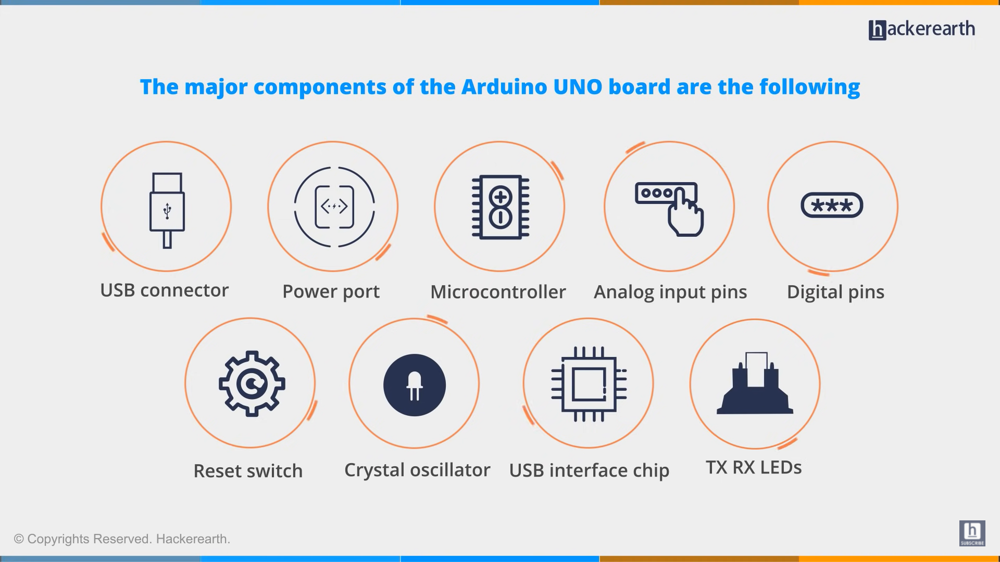 hackerearth
The major components of the Arduino UNO board are the following
***
USB connector
Power port
Microcontroller
Analog input pins
Digital pins
Reset switch
Crystal oscillator
USB interface chip
TX RX LEDs
© Copyrights Reserved. Hackerearth.
h
SUBSCRIBE